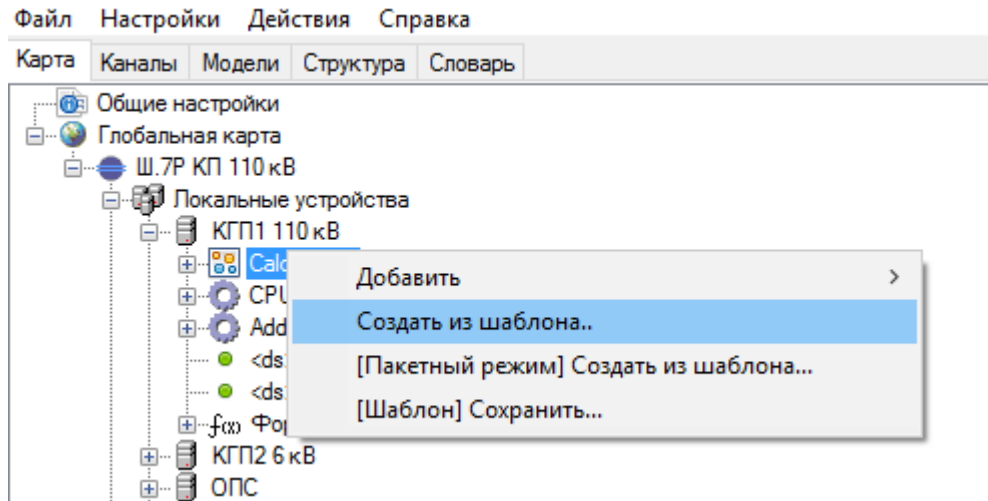 Файл Настройки Действия Справка
Карта Каналы Модели Структура Словарь
Общие настройки
Глобальная карта
Ш.7Р КП 110 кВ
Локальные устройства
КГП1 110 кВ
Calc
Добавить
CPU
Создать из шаблона..
Add
<ds
[Пакетный режим] Создать из шаблона...
<ds
[Шаблон] Сохранить...
f(x) Фор
КГП2 6 кВ
ОПС